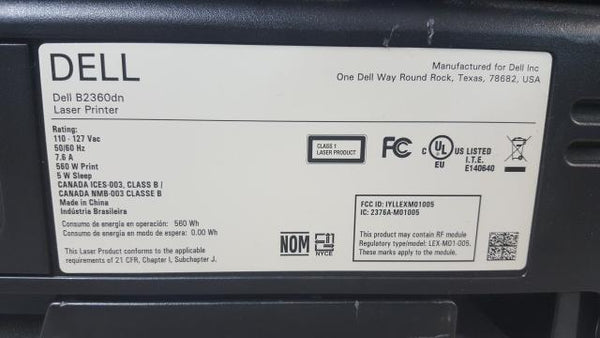 DELL
Manufactured for Dell Inc
One Dell Way Round Rock, Texas, 78682, USA
Dell B2360dn
Laser Printer
Rating:
110 - 127 Vac
50/60 Hz
7.6 A
560 W Print
5 W Sleep
CANADA ICES-003, CLASS B /
CANADA NMB-003 CLASSE B
Made in China
Indústria Brasileira
Consumo de energía en operación: 560 Wh
Consumo de energía en modo de espera: 0.00 Wh
This Laser Product conforms to the applicable
requirements of 21 CFR, Chapter I, Subchapter J.
CLASS 1
LASER PRODUCT
FC
C UL US LISTED
EU
I.T.E.
E140640
NOM
NYCE
FCC ID: IYLLEXM01005
IC: 2376A-M01005
This product may contain RF module
Regulatory type/model: LEX-M01-005.
These marks apply to the module.